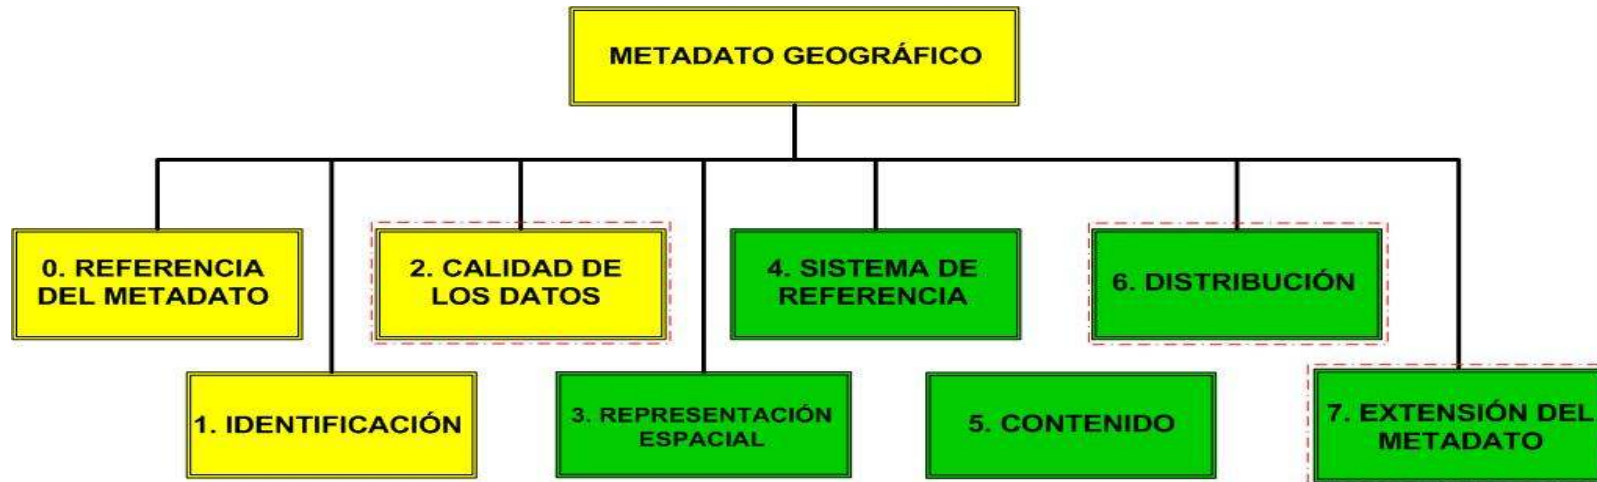 METADATO GEOGRÁFICO
0. REFERENCIA
DEL METADATO
1. IDENTIFICACIÓN
2. CALIDAD DE
LOS DATOS
3. REPRESENTACIÓN
ESPACIAL
4. SISTEMA DE
REFERENCIA
5. CONTENIDO
6. DISTRIBUCIÓN
7. EXTENSIÓN DEL
METADATO